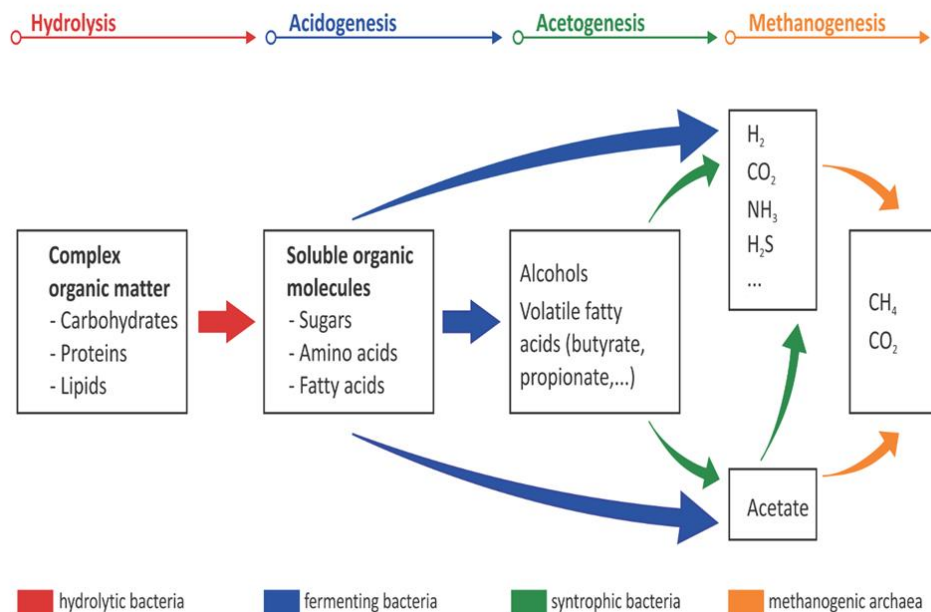 Hydrolysis
Acidogenesis
Acetogenesis
Methanogenesis
Complex
organic matter
- Carbohydrates
- Proteins
- Lipids
Soluble organic
molecules
- Sugars
- Amino acids
- Fatty acids
Alcohols
Volatile fatty
acids (butyrate,
propionate,...)
H₂
CO₂
NH₃
H₂S
...
Acetate
CH₄
CO₂
hydrolytic bacteria
fermenting bacteria
syntrophic bacteria
methanogenic archaea